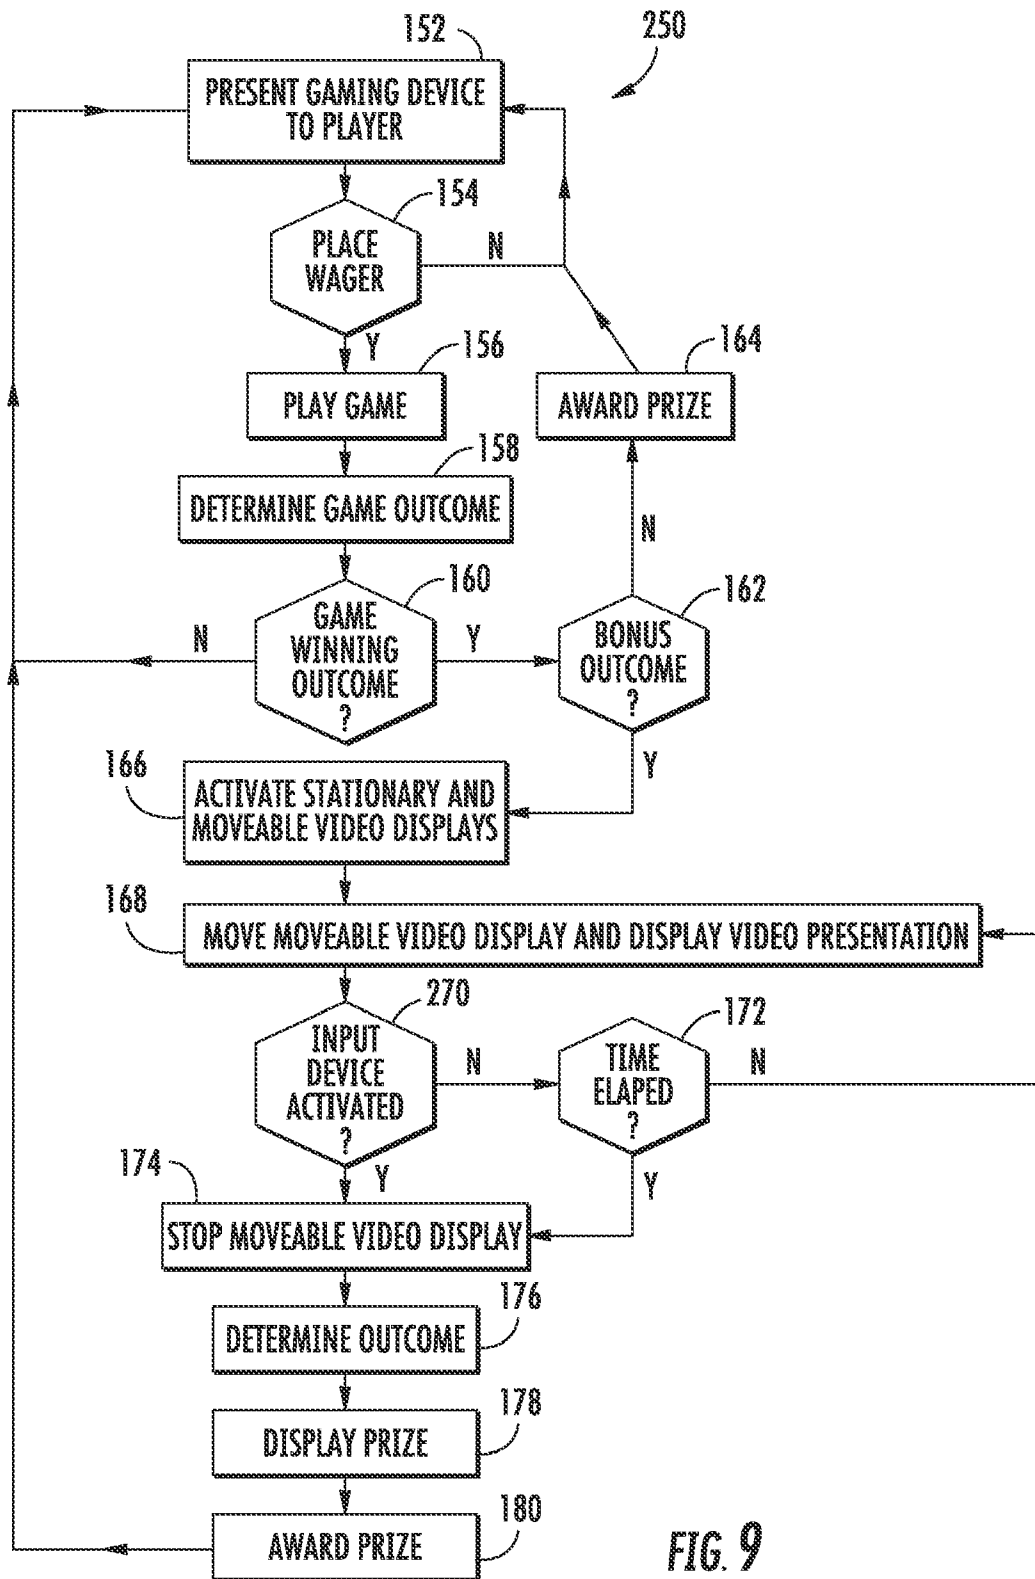 152
250
PRESENT GAMING DEVICE
TO PLAYER
154
PLACE
WAGER
N
Y
156
PLAY GAME
164
AWARD PRIZE
158
DETERMINE GAME OUTCOME
N
160
GAME
WINNING
OUTCOME
?
N
Y
162
BONUS
OUTCOME
?
Y
166
ACTIVATE STATIONARY AND
MOVEABLE VIDEO DISPLAYS
168
MOVE MOVEABLE VIDEO DISPLAY AND DISPLAY VIDEO PRESENTATION
270
INPUT
DEVICE
ACTIVATED
?
N
172
TIME
ELAPED
?
N
Y
Y
174
STOP MOVEABLE VIDEO DISPLAY
176
DETERMINE OUTCOME
178
DISPLAY PRIZE
180
AWARD PRIZE
FIG. 9